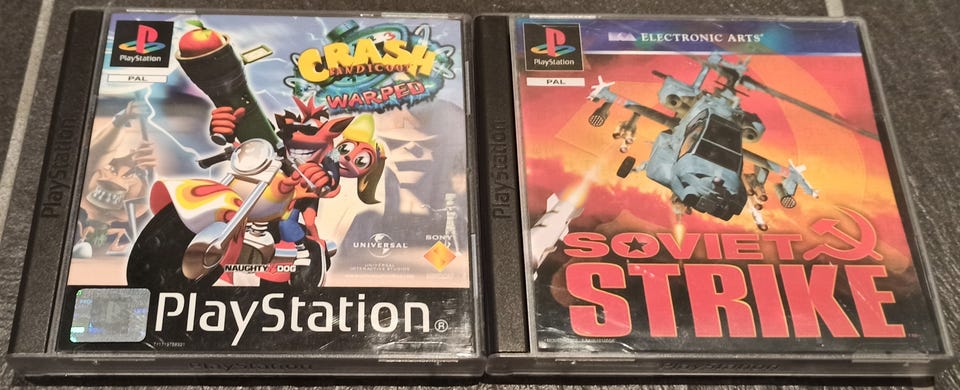 PlayStation
PAL
CRASH
BANDICOOT
3
WARPED
UNIVERSAL
UNIVERSAL
INTERACTIVE STUDIOS
SONY
NAUGHTY DOG
PlayStation®
PlayStation
PlayStation
PlayStation
PAL
ELECTRONIC ARTS®
SOVIET
STRIKE
PlayStation